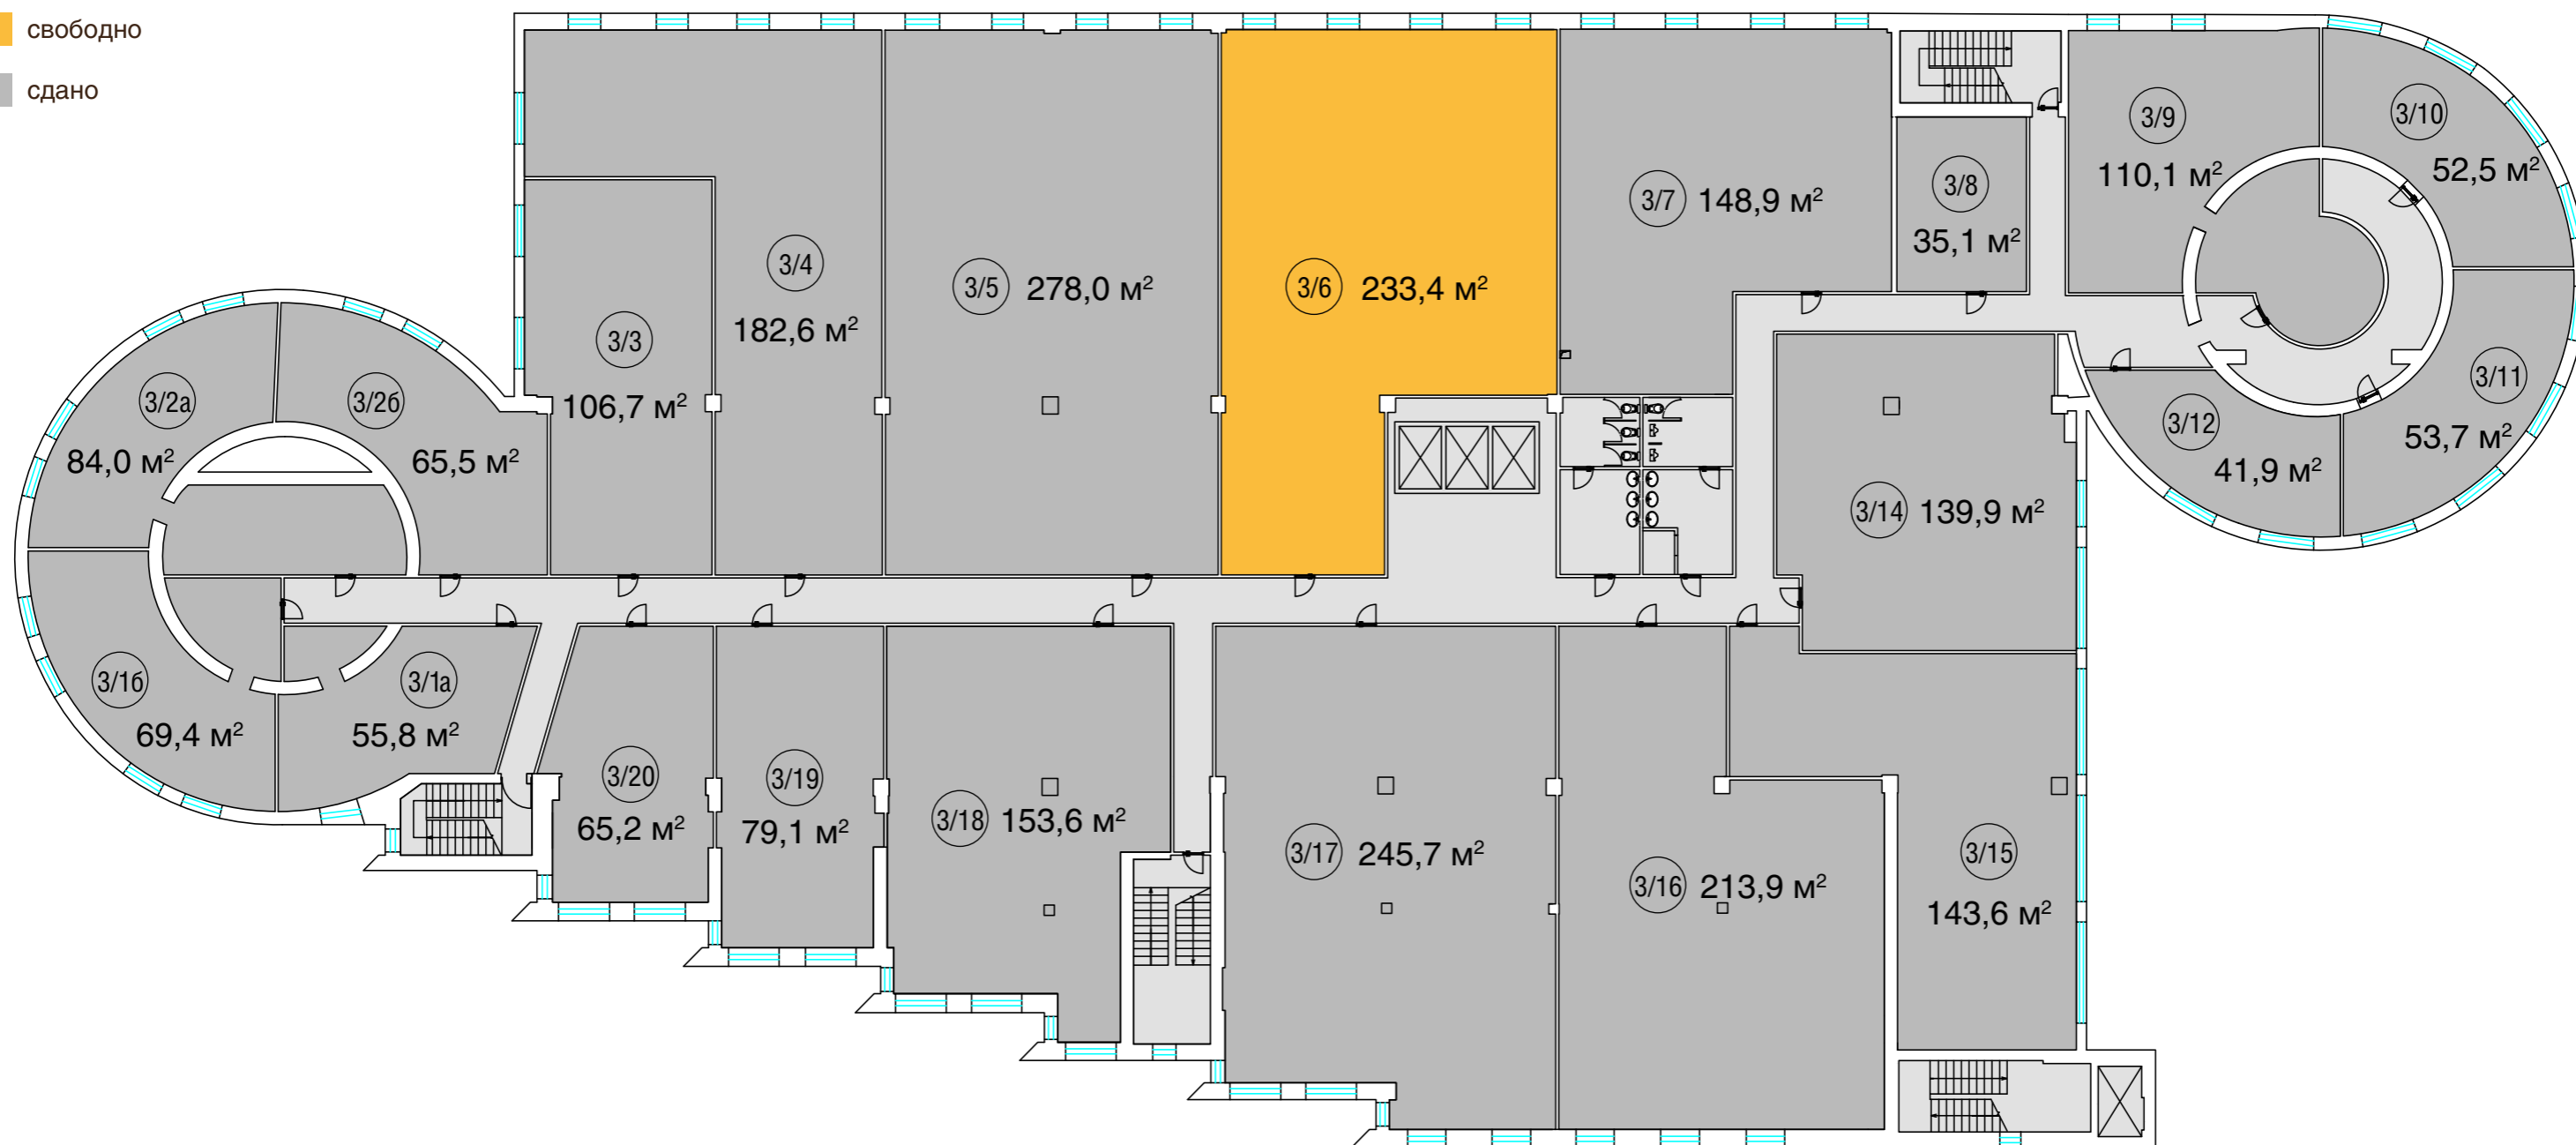 свободно
сдано
3/9
110,1 м²
3/10
52,5 м²
3/8
35,1 м²
3/7 148,9 м²
3/4
182,6 м²
3/5 278,0 м²
3/6 233,4 м²
3/3
106,7 м²
3/2а
84,0 м²
3/2б
65,5 м²
3/11
53,7 м²
3/12
41,9 м²
3/14 139,9 м²
3/1б
69,4 м²
3/1а
55,8 м²
3/20
65,2 м²
3/19
79,1 м²
3/18 153,6 м²
3/17 245,7 м²
3/16 213,9 м²
3/15
143,6 м²